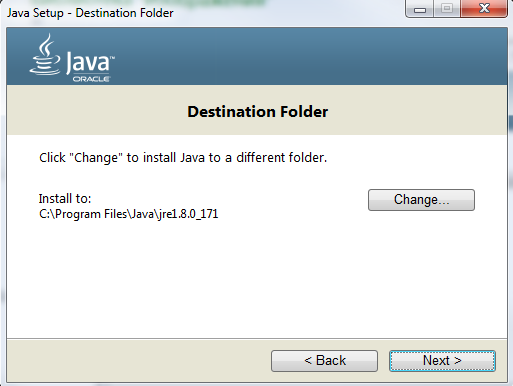 Java Setup - Destination Folder
Java™
ORACLE
Destination Folder
Click "Change" to install Java to a different folder.
Install to:
C:\Program Files\Java\jre1.8.0_171
Change...
< Back
Next >